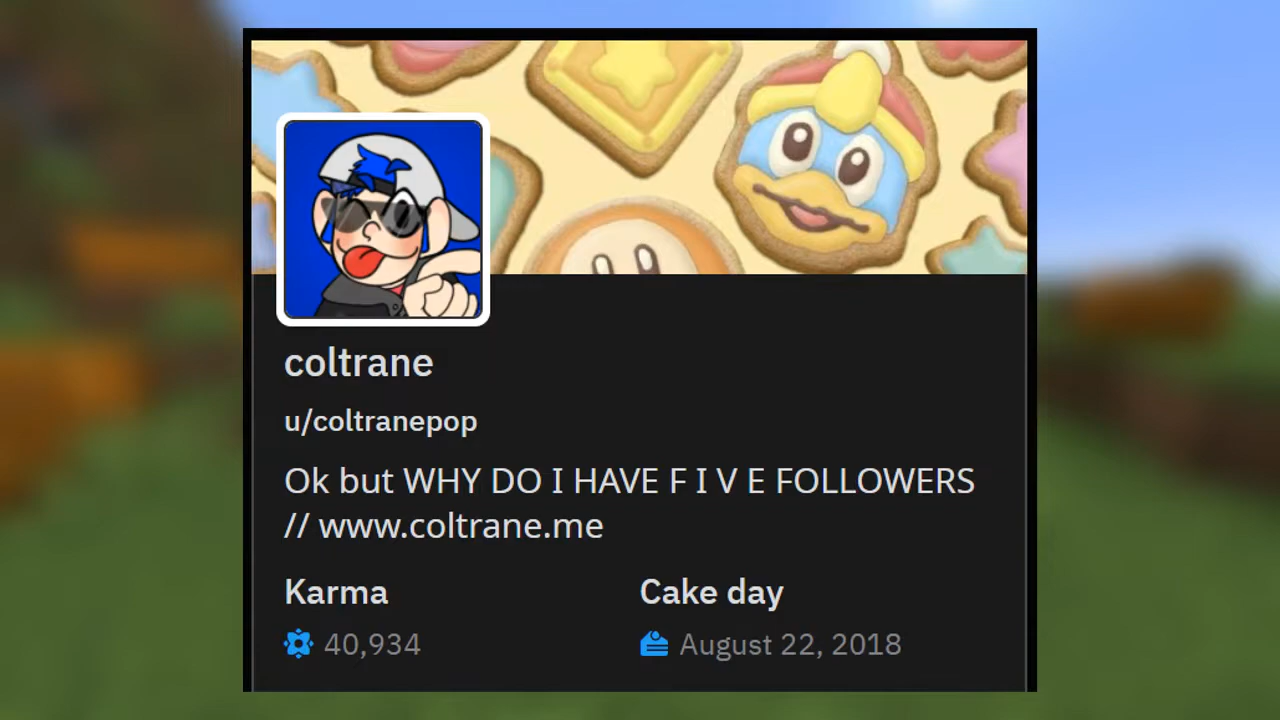 coltrane
u/coltranepop
Ok but WHY DO I HAVE F I V E FOLLOWERS
// www.coltrane.me
Karma
Cake day
40,934
August 22, 2018